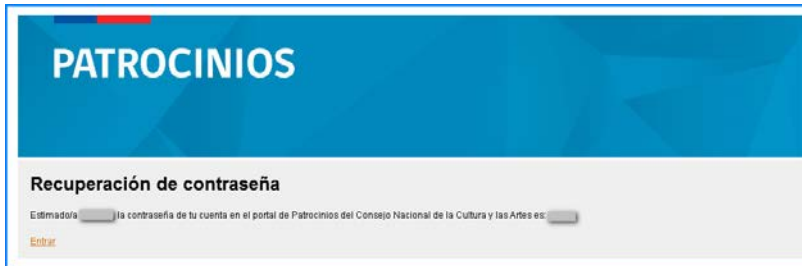 PATROCINIOS
Recuperación de contraseña
Estimado/a la contraseña de tu cuenta en el portal de Patrocinios del Consejo Nacional de la Cultura y las Artes es:
Entrar